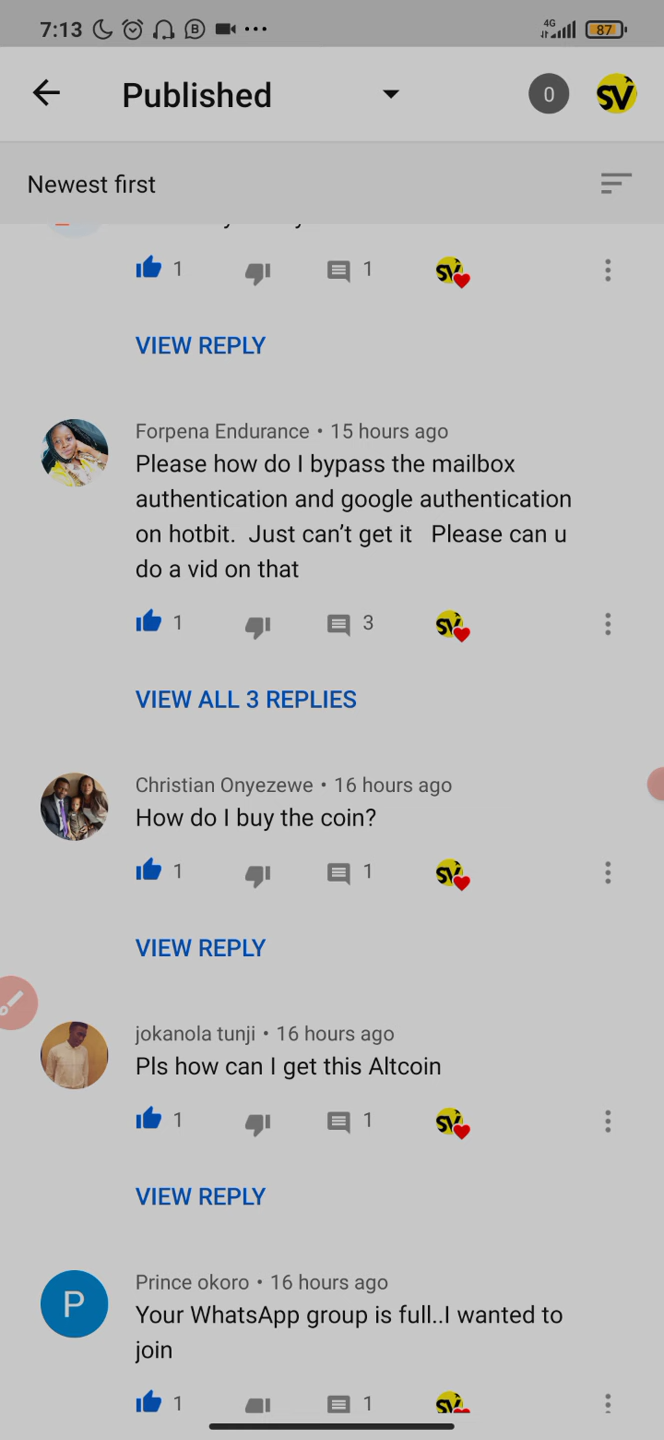 7:13
4G
87
Published
0
SV
Newest first
1
1
VIEW REPLY
Forpena Endurance • 15 hours ago
Please how do I bypass the mailbox
authentication and google authentication
on hotbit.  Just can't get it   Please can u
do a vid on that
1
3
VIEW ALL 3 REPLIES
Christian Onyezewe • 16 hours ago
How do I buy the coin?
1
1
VIEW REPLY
jokanola tunji • 16 hours ago
Pls how can I get this Altcoin
1
1
VIEW REPLY
P
Prince okoro • 16 hours ago
Your WhatsApp group is full..I wanted to
join
1
1